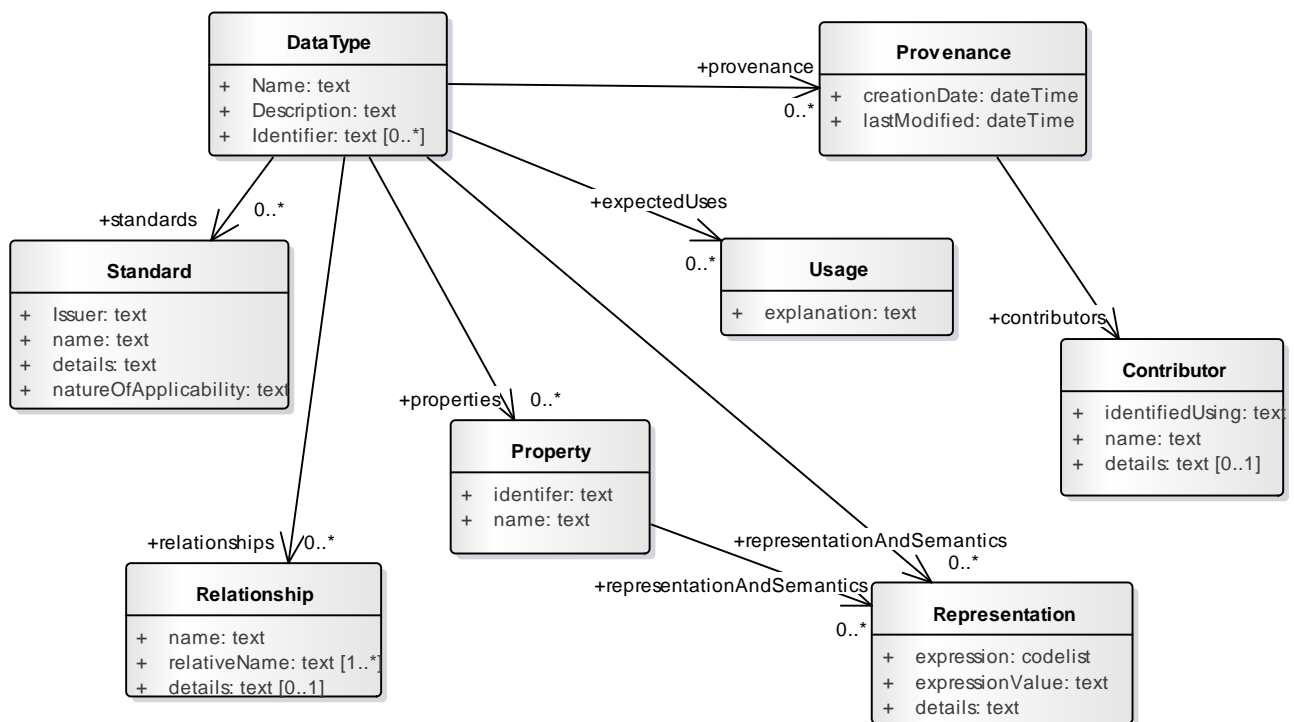 DataType
+ Name: text
+ Description: text
+ Identifier: text [0..*]
Provenance
+ creationDate: dateTime
+ lastModified: dateTime
+provenance
0..*
+standards
0..*
+expectedUses
0..*
Standard
+ Issuer: text
+ name: text
+ details: text
+ natureOfApplicability: text
Usage
+ explanation: text
+contributors
Contributor
+ identifiedUsing: text
+ name: text
+ details: text [0..1]
+properties
0..*
Property
+ identifer: text
+ name: text
+relationships
0..*
+representationAndSemantics
0..*
+representationAndSemantics
0..*
Relationship
+ name: text
+ relativeName: text [1..*]
+ details: text [0..1]
Representation
+ expression: codelist
+ expressionValue: text
+ details: text